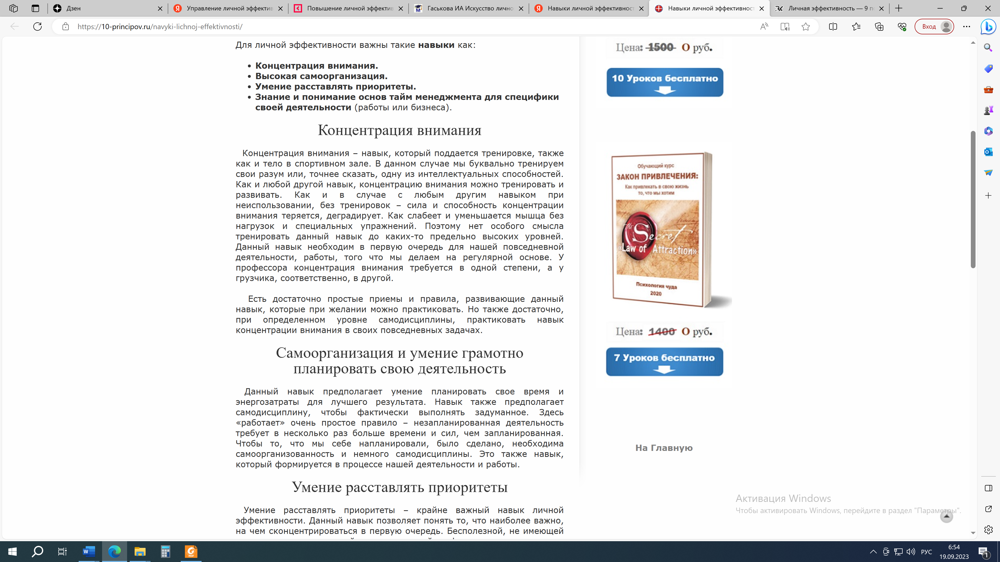 Дзен
Управление личной эффектив
Повышение личной эффектив
Гаськова ИА Искусство лично
Навыки личной эффективност
Навыки личной эффективност
Личная эффективность — 9 п
https://10-principov.ru/navyki-lichnoj-effektivnosti/
Вход
Для личной эффективности важны такие навыки как:
Концентрация внимания.
Высокая самоорганизация.
Умение расставлять приоритеты.
Знание и понимание основ тайм менеджмента для специфики
своей деятельности (работы или бизнеса).
Концентрация внимания
Концентрация внимания – навык, который поддается тренировке, также
как и тело в спортивном зале. В данном случае мы буквально тренируем
свои разум или, точнее сказать, одну из интеллектуальных способностей.
Как и любой другой навык, концентрацию внимания можно тренировать и
развивать. Как и в случае с любым другим навыком при
неиспользовании, без тренировок – сила и способность концентрации
внимания теряется, деградирует. Как слабеет и уменьшается мышца без
нагрузок и специальных упражнений. Поэтому нет особого смысла
тренировать данный навык до каких-то предельно высоких уровней.
Данный навык необходим в первую очередь для нашей повседневной
деятельности, работы, того что мы делаем на регулярной основе. У
профессора концентрация внимания требуется в одной степени, а у
грузчика, соответственно, в другой.
Есть достаточно простые приемы и правила, развивающие данный
навык, которые при желании можно практиковать. Но также достаточно,
при определенном уровне самодисциплины, практиковать навык
концентрации внимания в своих повседневных задачах.
Самоорганизация и умение грамотно
планировать свою деятельность
Данный навык предполагает умение планировать свое время и
энергозатраты для лучшего результата. Навык также предполагает
самодисциплину, чтобы фактически выполнять задуманное. Здесь
«работает» очень простое правило – незапланированная деятельность
требует в несколько раз больше времени и сил, чем запланированная.
Чтобы то, что мы себе напланировали, было сделано, необходима
самоорганизованность и немного самодисциплины. Это также навык,
который формируется в процессе нашей деятельности и работы.
Умение расставлять приоритеты
Умение расставлять приоритеты – крайне важный навык личной
эффективности. Данный навык позволяет понять то, что наиболее важно,
на чем сконцентрироваться в первую очередь. Бесполезной, не имеющей
Цена: 1500 О руб.
10 Уроков бесплатно
Обучающий курс
ЗАКОН ПРИВЛЕЧЕНИЯ:
Как привлекать в свою жизнь
то, что мы хотим
the Secret
«Law of Attraction»
Психология чуда
2020
Цена: 1400 О руб.
7 Уроков бесплатно
На Главную
Активация Windows
Чтобы активировать Windows, перейдите в раздел "Параметры".
PDF
РУС
6:54
19.09.2023
1